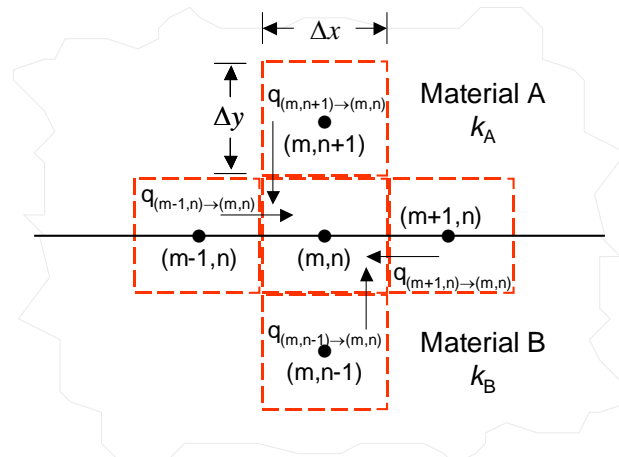 Δx
Δy
q(m,n+1)→(m,n)
(m,n+1)
Material A
kA
q(m-1,n)→(m,n)
(m+1,n)
(m-1,n)
(m,n)
q(m+1,n)→(m,n)
q(m,n-1)→(m,n)
(m,n-1)
Material B
kB